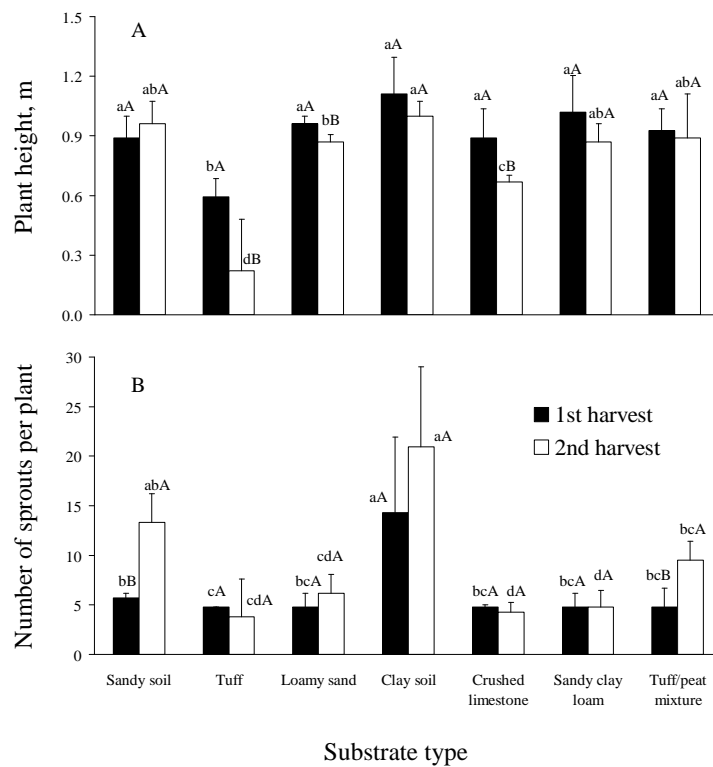 A
Plant height, m
1.5
1.2
0.9
0.6
0.3
0.0
aA abA
bA dB
aA bB
aA aA
aA cB
aA abA
aA abA
B
Number of sprouts per plant
30
25
20
15
10
5
0
1st harvest
2nd harvest
bB abA
cA cdA
bcA cdA
aA aA
bcA dA
bcA dA
bcB bcA
Sandy soil
Tuff
Loamy sand
Clay soil
Crushed
limestone
Sandy clay
loam
Tuff/peat
mixture
Substrate type